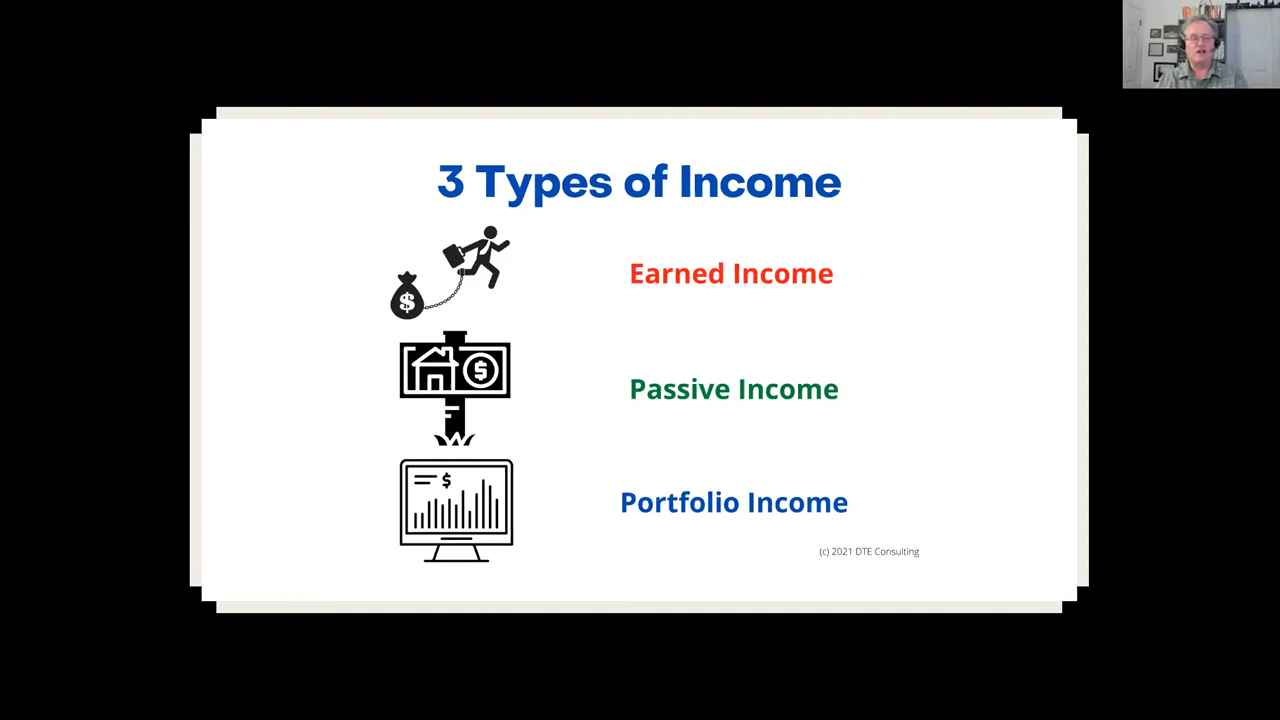 3 Types of Income
$
Earned Income
$
Passive Income
$
Portfolio Income
(c) 2021 DTE Consulting